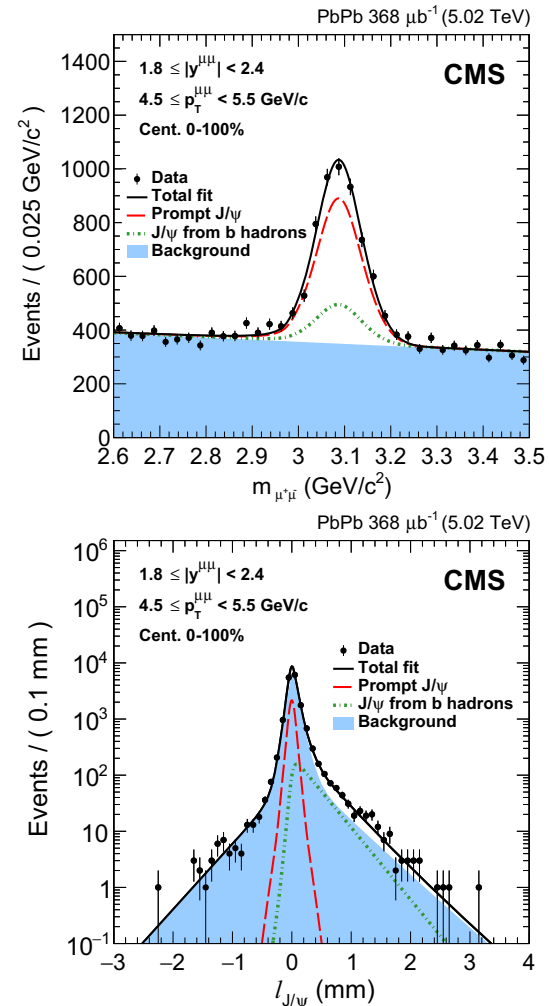 PbPb 368 μb⁻¹ (5.02 TeV)
CMS
1.8 ≤ |y^μμ| < 2.4
4.5 ≤ p_T^μμ < 5.5 GeV/c
Cent. 0-100%
Data
Total fit
Prompt J/ψ
J/ψ from b hadrons
Background
Events / ( 0.025 GeV/c² )
1400
1200
1000
800
600
400
200
0
2.6 2.7 2.8 2.9 3 3.1 3.2 3.3 3.4 3.5
m_μ⁺μ⁻ (GeV/c²)
PbPb 368 μb⁻¹ (5.02 TeV)
CMS
1.8 ≤ |y^μμ| < 2.4
4.5 ≤ p_T^μμ < 5.5 GeV/c
Cent. 0-100%
Data
Total fit
Prompt J/ψ
J/ψ from b hadrons
Background
Events / ( 0.1 mm )
10⁶
10⁵
10⁴
10³
10²
10
1
10⁻¹
−3 −2 −1 0 1 2 3 4
l_J/ψ (mm)